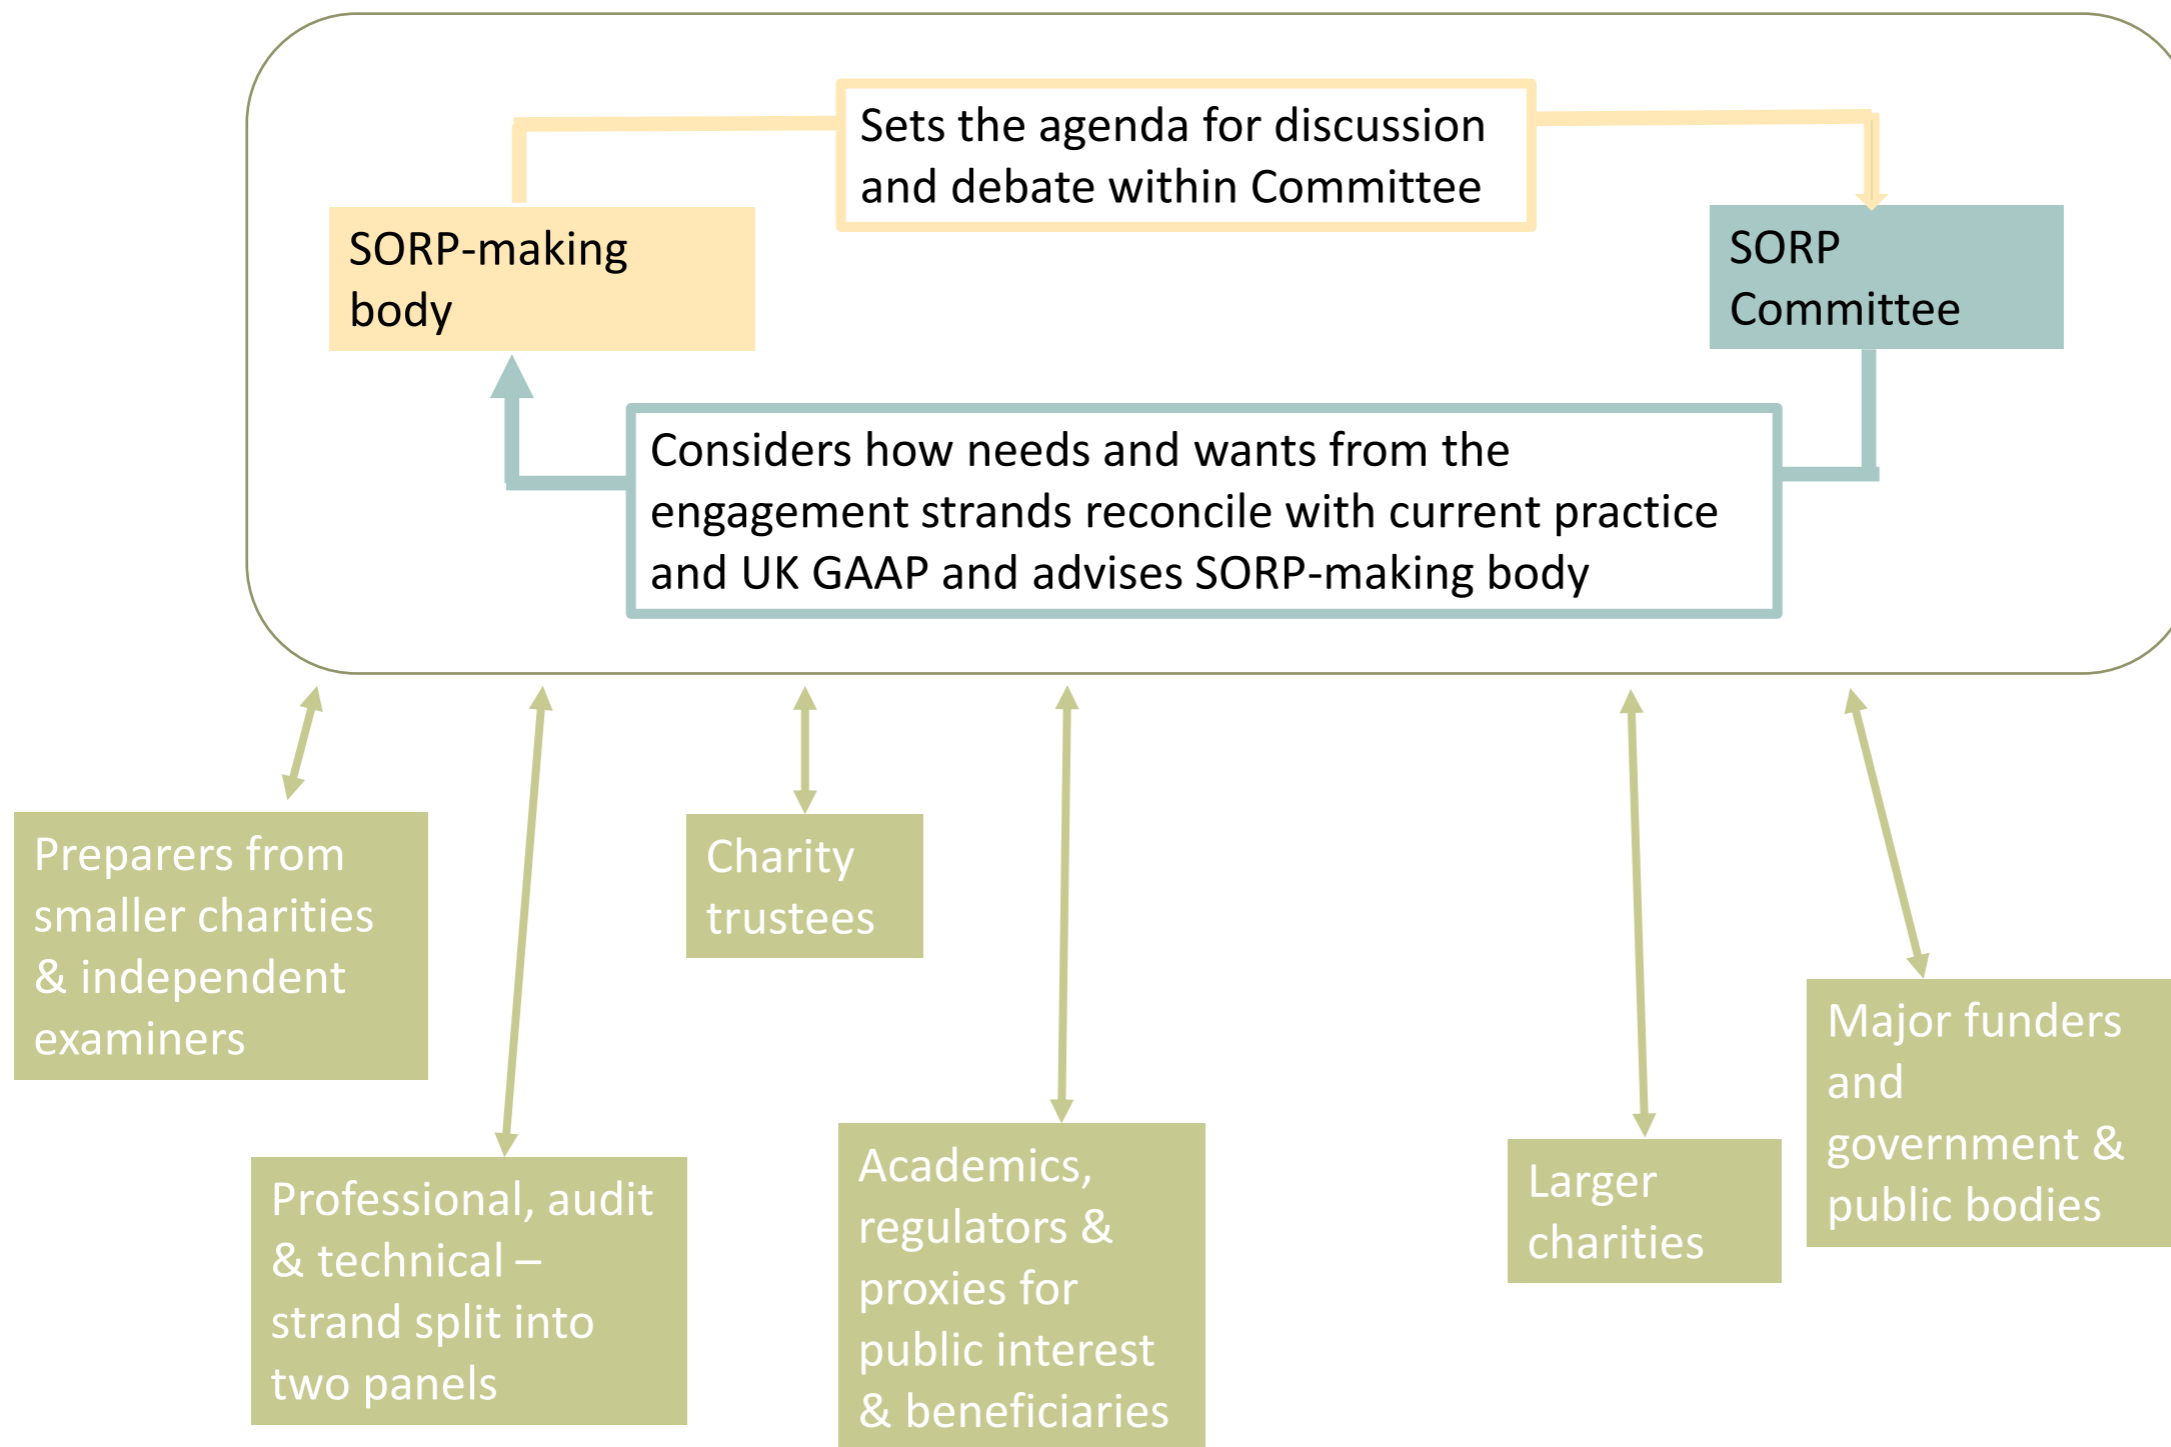 Sets the agenda for discussion
and debate within Committee
SORP-making
body
SORP
Committee
Considers how needs and wants from the
engagement strands reconcile with current practice
and UK GAAP and advises SORP-making body
Preparers from
smaller charities
& independent
examiners
Charity
trustees
Major funders
and
government &
public bodies
Professional, audit
& technical –
strand split into
two panels
Academics,
regulators &
proxies for
public interest
& beneficiaries
Larger
charities